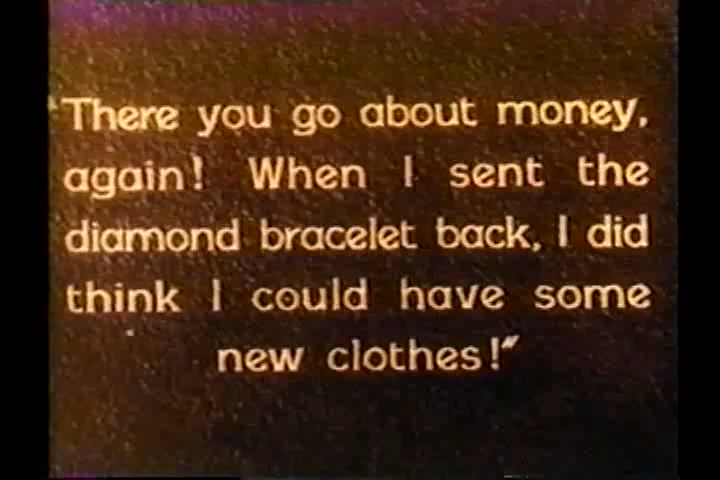 "There you go about money,
again! When I sent the
diamond bracelet back, I did
think I could have some
new clothes!"